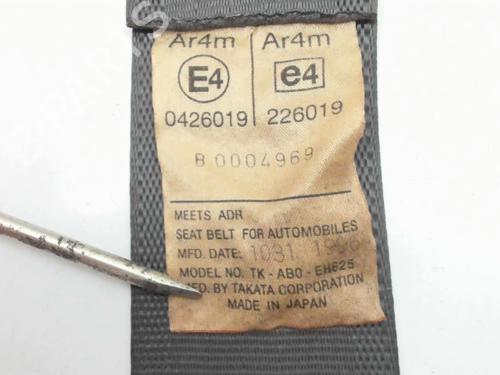 Ar4m Ar4m
E4 e4
0426019 226019
B 0004969
MEETS ADR
SEAT BELT FOR AUTOMOBILES
MFD. DATE: 1031 1996
MODEL NO. TK - AB0 - EH625
MFD. BY TAKATA CORPORATION
MADE IN JAPAN